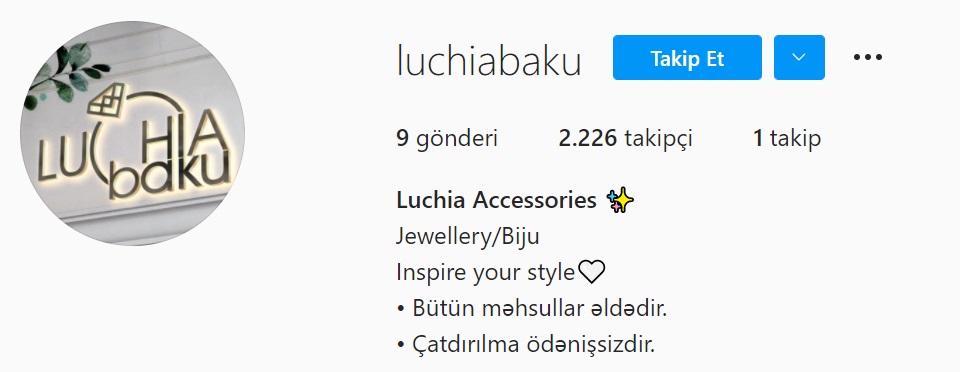 LUCHIA
baku
luchiabaku
Takip Et
9 gönderi 2.226 takipçi 1 takip
Luchia Accessories ✨
Jewellery/Biju
Inspire your style♡
• Bütün məhsullar əldədir.
• Çatdırılma ödənişsizdir.